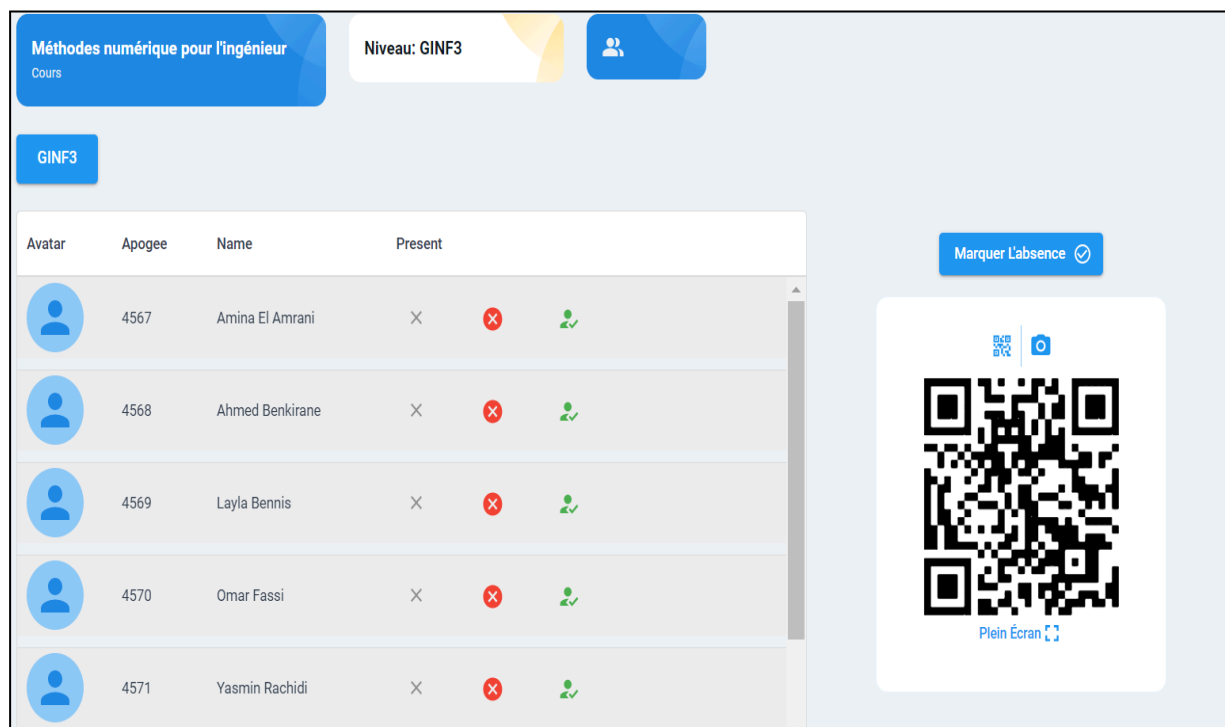 Méthodes numérique pour l'ingénieur
Cours
Niveau: GINF3
GINF3
Avatar Apogee Name Present
4567 Amina El Amrani
4568 Ahmed Benkirane
4569 Layla Bennis
4570 Omar Fassi
4571 Yasmin Rachidi
Marquer L'absence
Plein Écran